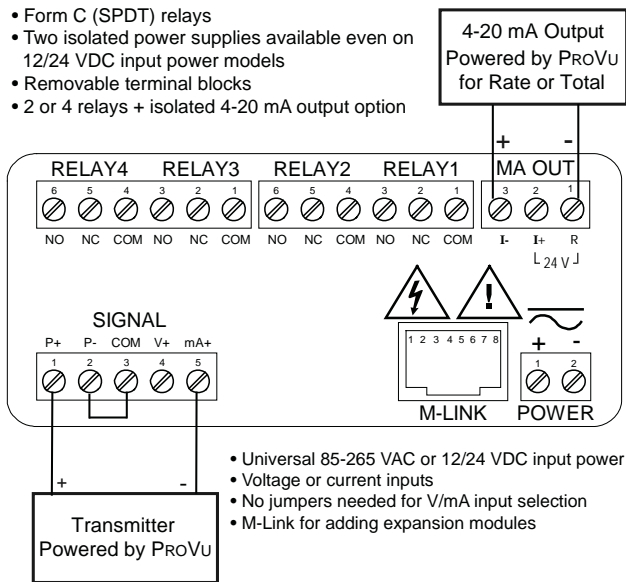 • Form C (SPDT) relays
• Two isolated power supplies available even on
12/24 VDC input power models
• Removable terminal blocks
• 2 or 4 relays + isolated 4-20 mA output option
4-20 mA Output
Powered by PROVU
for Rate or Total
+ -
RELAY4 RELAY3 RELAY2 RELAY1 MA OUT
6 5 4 3 2 1 6 5 4 3 2 1 3 2 1
NO NC COM NO NC COM NO NC COM NO NC COM I- I+ R
24 V
SIGNAL
P+ P- COM V+ mA+
1 2 3 4 5
!
1 2 3 4 5 6 7 8
M-LINK
+ -
1 2
POWER
+ -
Transmitter
Powered by PROVU
• Universal 85-265 VAC or 12/24 VDC input power
• Voltage or current inputs
• No jumpers needed for V/mA input selection
• M-Link for adding expansion modules